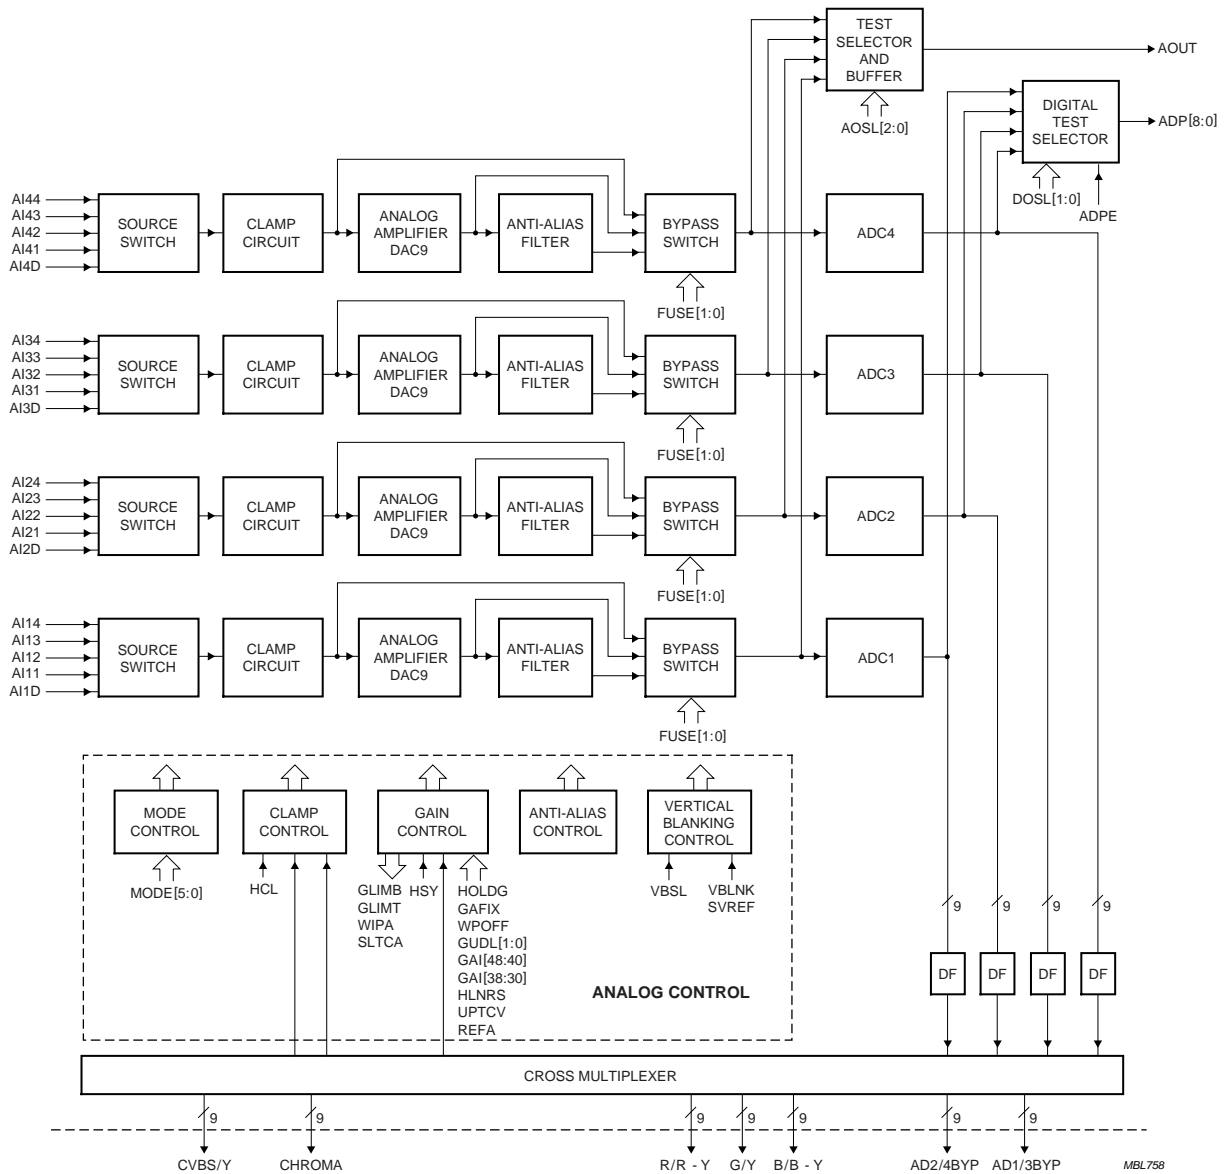 TEST
SELECTOR
AND
BUFFER
AOUT
AOSL[2:0]
DIGITAL
TEST
SELECTOR
ADP[8:0]
DOSL[1:0]
ADPE
AI44
AI43
AI42
AI41
AI4D
SOURCE
SWITCH
CLAMP
CIRCUIT
ANALOG
AMPLIFIER
DAC9
ANTI-ALIAS
FILTER
BYPASS
SWITCH
ADC4
FUSE[1:0]
AI34
AI33
AI32
AI31
AI3D
SOURCE
SWITCH
CLAMP
CIRCUIT
ANALOG
AMPLIFIER
DAC9
ANTI-ALIAS
FILTER
BYPASS
SWITCH
ADC3
FUSE[1:0]
AI24
AI23
AI22
AI21
AI2D
SOURCE
SWITCH
CLAMP
CIRCUIT
ANALOG
AMPLIFIER
DAC9
ANTI-ALIAS
FILTER
BYPASS
SWITCH
ADC2
FUSE[1:0]
AI14
AI13
AI12
AI11
AI1D
SOURCE
SWITCH
CLAMP
CIRCUIT
ANALOG
AMPLIFIER
DAC9
ANTI-ALIAS
FILTER
BYPASS
SWITCH
ADC1
FUSE[1:0]
MODE
CONTROL
MODE[5:0]
CLAMP
CONTROL
HCL
GAIN
CONTROL
GLIMB
GLIMT
WIPA
SLTCA
HSY
HOLDG
GAFIX
WPOFF
GUDL[1:0]
GAI[48:40]
GAI[38:30]
HLNRS
UPTCV
REFA
ANTI-ALIAS
CONTROL
VERTICAL
BLANKING
CONTROL
VBSL
VBLNK
SVREF
ANALOG CONTROL
9
9
9
9
DF
DF
DF
DF
CROSS MULTIPLEXER
9
9
9
9
9
9
9
CVBS/Y
CHROMA
R/R - Y
G/Y
B/B - Y
AD2/4BYP
AD1/3BYP
MBL758